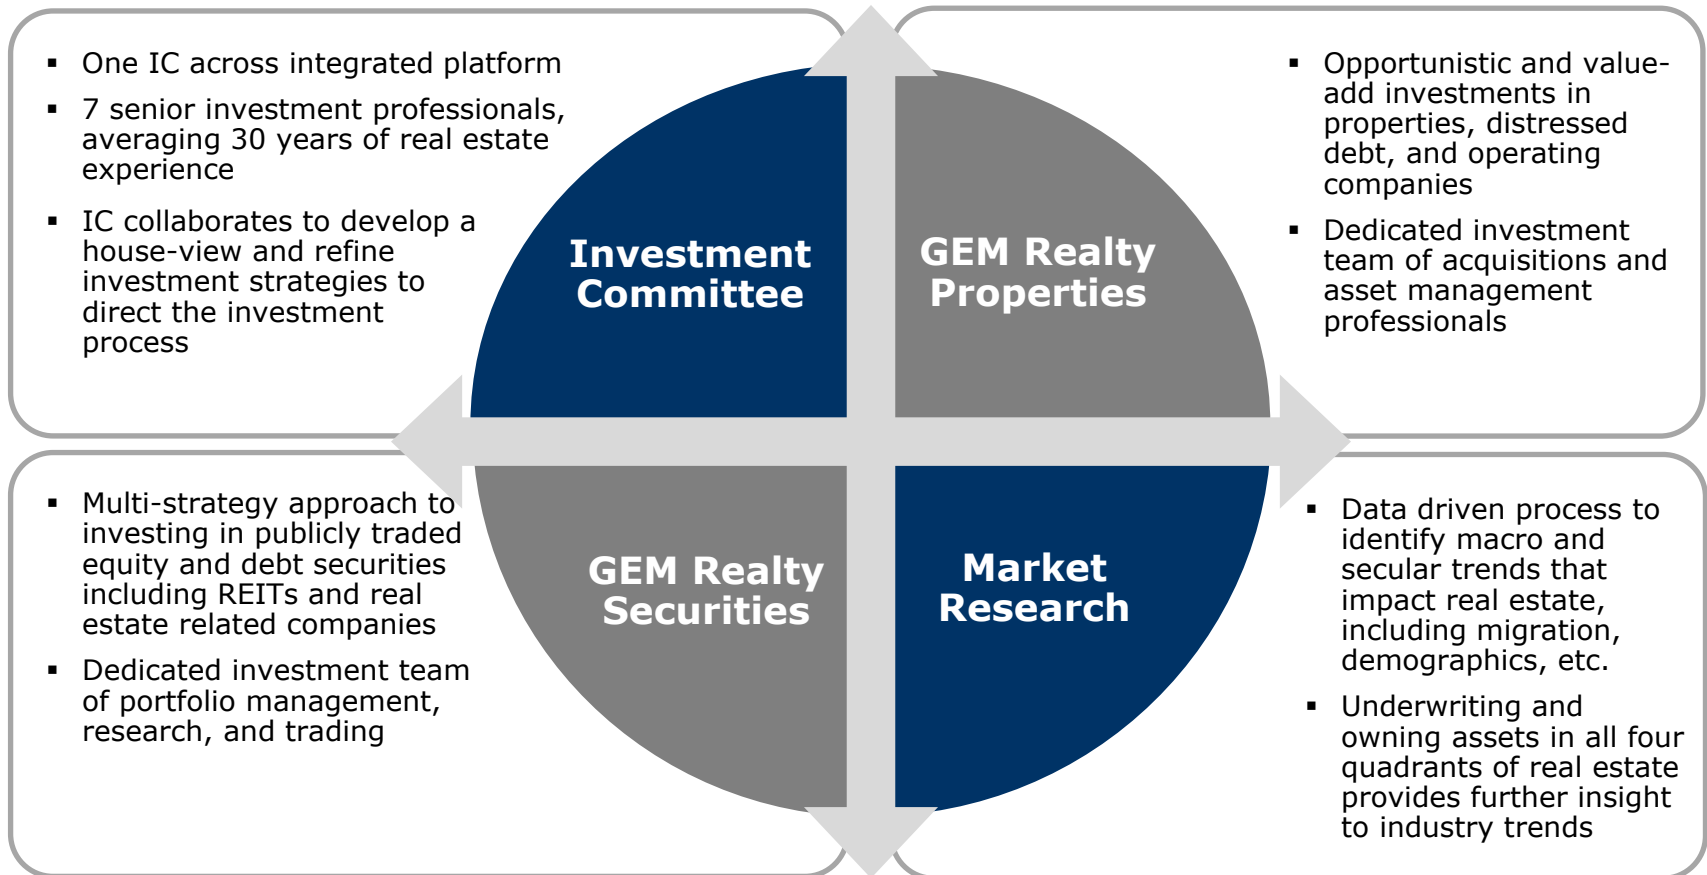 ▪ One IC across integrated platform
▪ 7 senior investment professionals,
averaging 30 years of real estate
experience
▪ IC collaborates to develop a
house-view and refine
investment strategies to
direct the investment
process
Investment
Committee
GEM Realty
Properties
▪ Opportunistic and value-
add investments in
properties, distressed
debt, and operating
companies
▪ Dedicated investment
team of acquisitions and
asset management
professionals
▪ Multi-strategy approach to
investing in publicly traded
equity and debt securities
including REITs and real
estate related companies
▪ Dedicated investment team
of portfolio management,
research, and trading
GEM Realty
Securities
Market
Research
▪ Data driven process to
identify macro and
secular trends that
impact real estate,
including migration,
demographics, etc.
▪ Underwriting and
owning assets in all four
quadrants of real estate
provides further insight
to industry trends